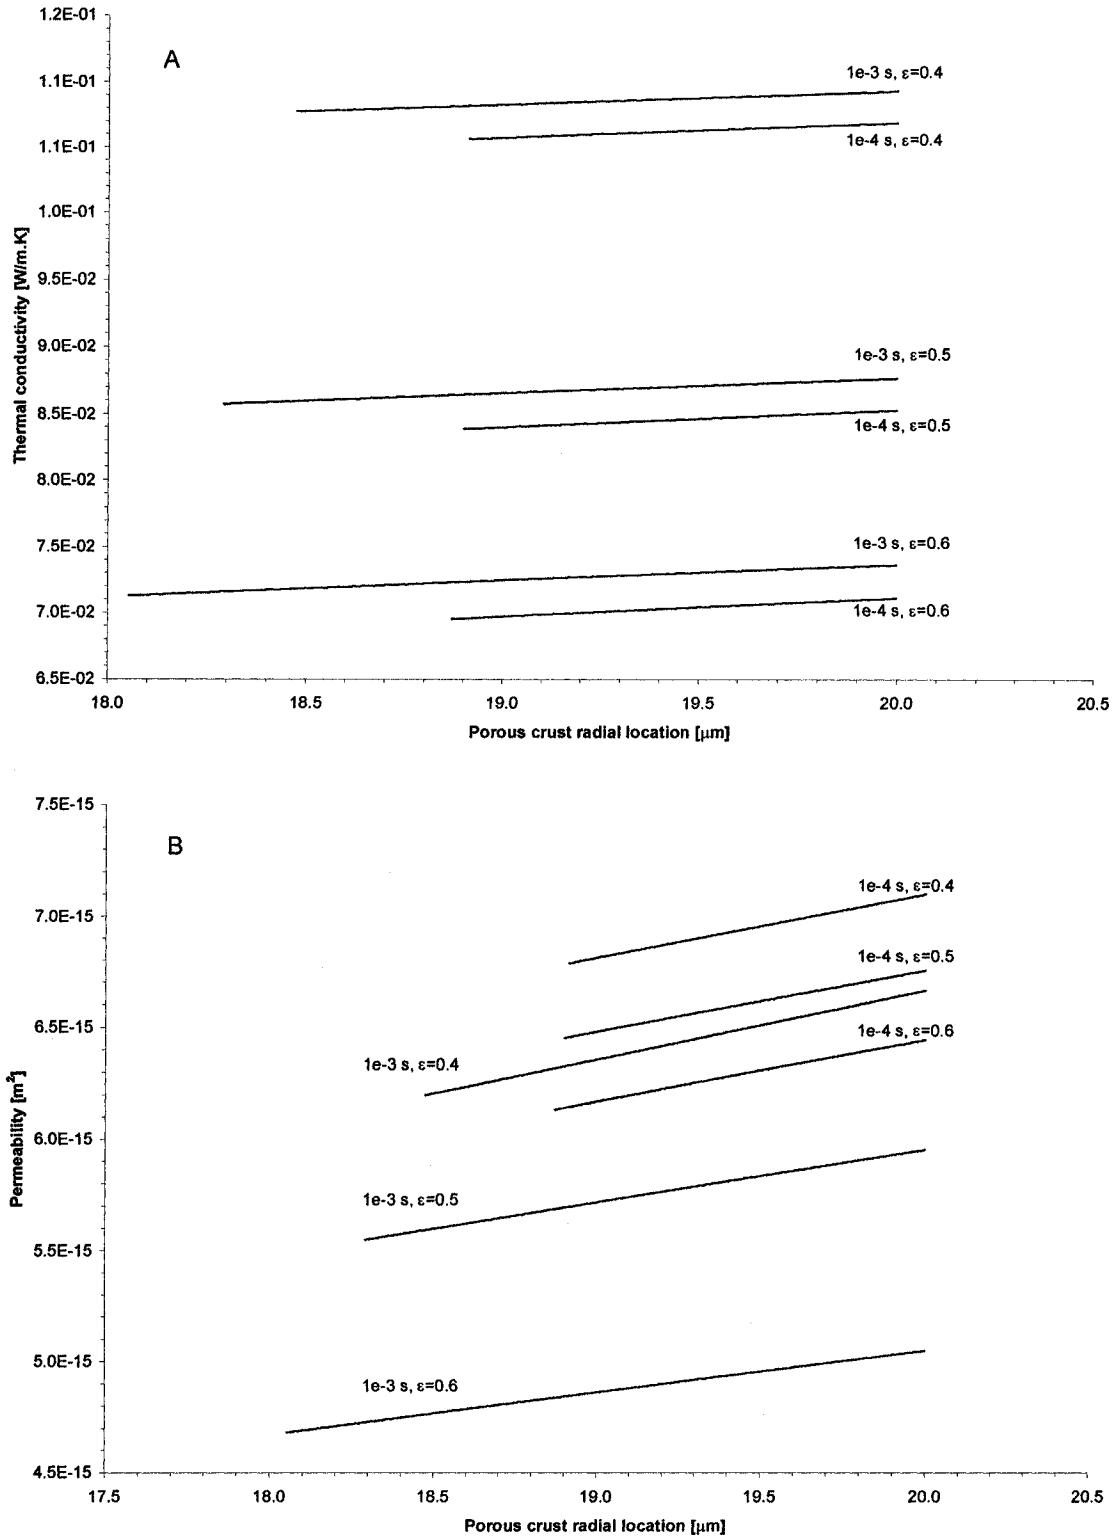 1.2E-01
A
1.1E-01
1e-3 s, ε=0.4
1.1E-01
1e-4 s, ε=0.4
1.0E-01
9.5E-02
9.0E-02
1e-3 s, ε=0.5
8.5E-02
1e-4 s, ε=0.5
8.0E-02
7.5E-02
1e-3 s, ε=0.6
7.0E-02
1e-4 s, ε=0.6
6.5E-02
Thermal conductivity [W/m.K]
18.0 18.5 19.0 19.5 20.0 20.5
Porous crust radial location [μm]
7.5E-15
B
7.0E-15
1e-4 s, ε=0.4
1e-4 s, ε=0.5
6.5E-15
1e-4 s, ε=0.6
1e-3 s, ε=0.4
6.0E-15
1e-3 s, ε=0.5
5.5E-15
5.0E-15
1e-3 s, ε=0.6
4.5E-15
Permeability [m²]
17.5 18.0 18.5 19.0 19.5 20.0 20.5
Porous crust radial location [μm]